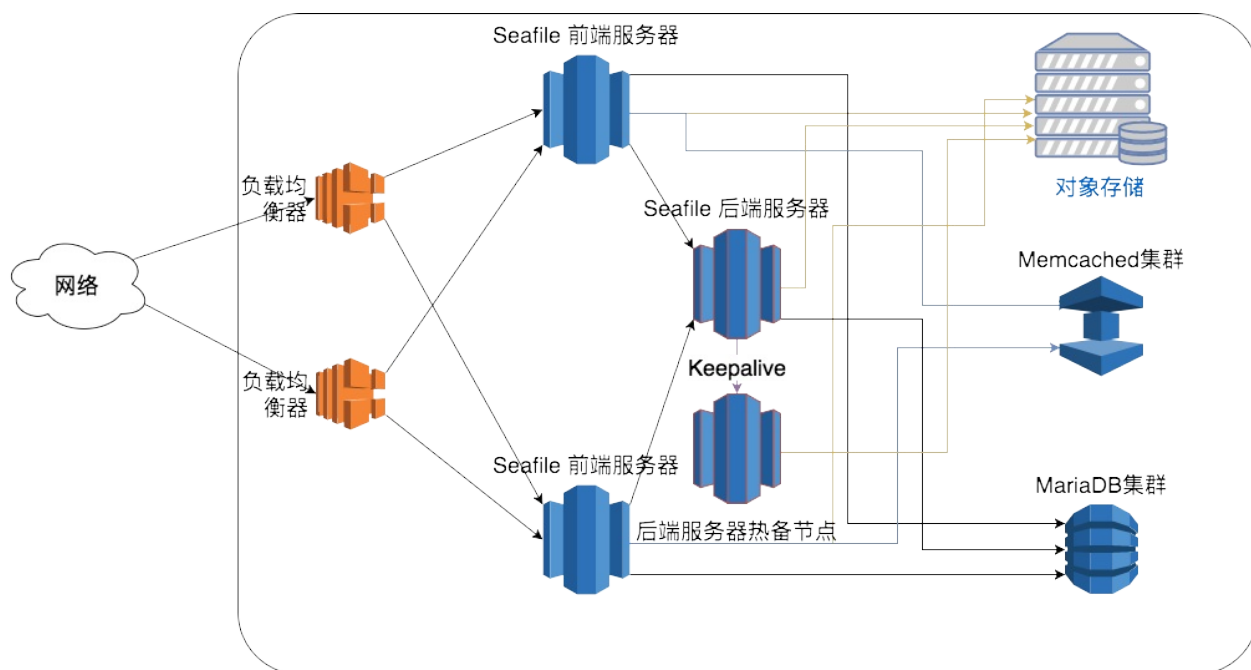 Seafile 前端服务器
对象存储
负载均
衡器
Seafile 后端服务器
网络
Memcached集群
Keepalive
负载均
衡器
Seafile 前端服务器
MariaDB集群
后端服务器热备节点